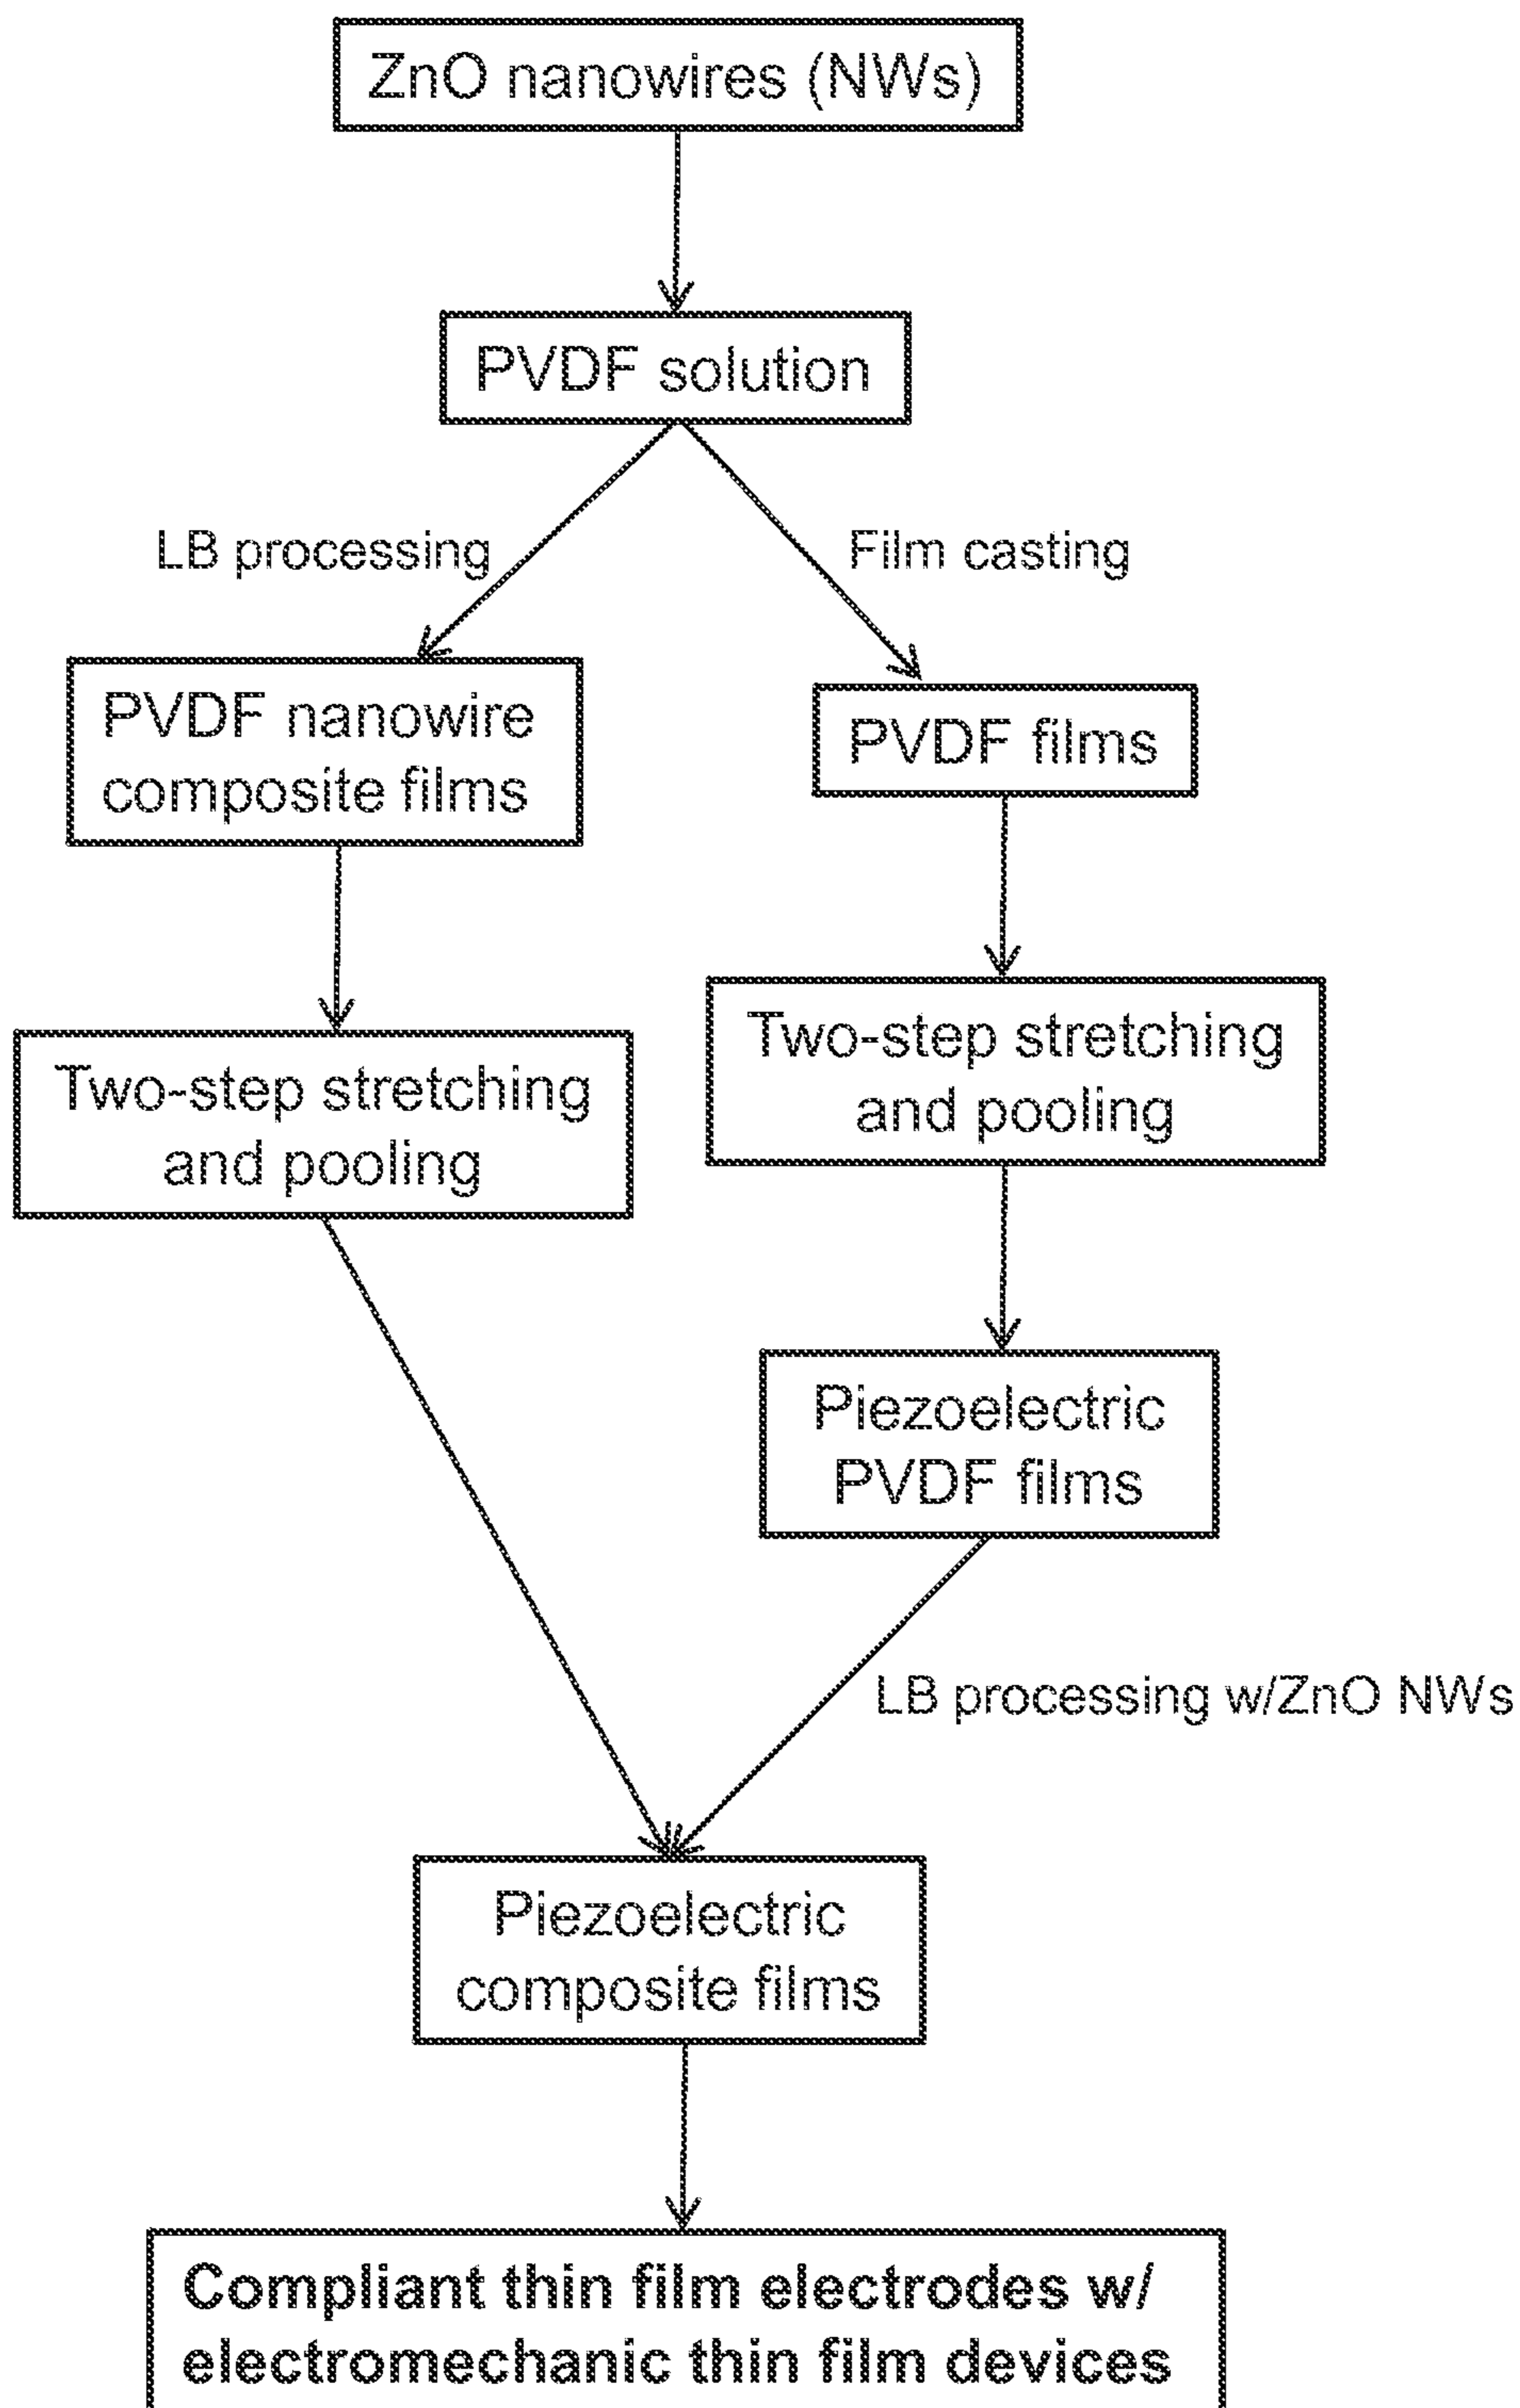 ZnO nanowires (NWs)
PVDF solution
LB processing
Film casting
PVDF nanowire
composite films
PVDF films
Two-step stretching
and pooling
Two-step stretching
and pooling
Piezoelectric
PVDF films
LB processing w/ZnO NWs
Piezoelectric
composite films
Compliant thin film electrodes w/
electromechanic thin film devices